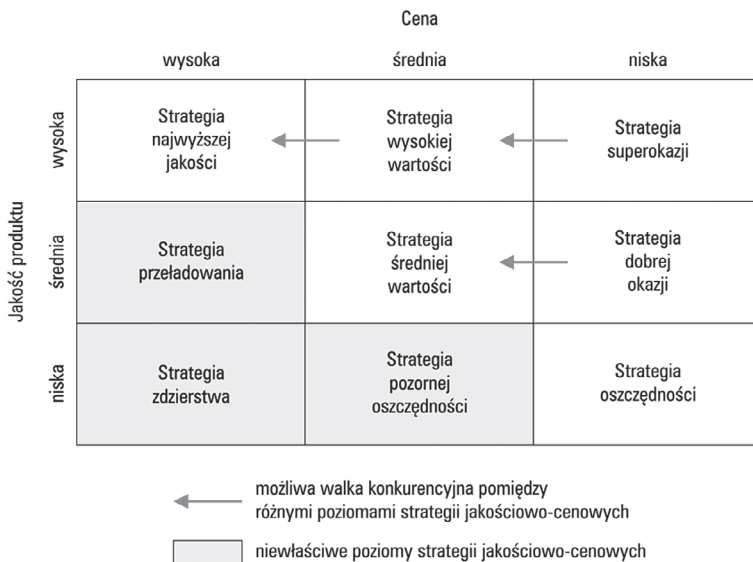 Cena
wysoka średnia niska
Jakość produktu
wysoka
Strategia
najwyższej
jakości
Strategia
wysokiej
wartości
Strategia
superokazji
średnia
Strategia
przeładowania
Strategia
średniej
wartości
Strategia
dobrej
okazji
niska
Strategia
zdzierstwa
Strategia
pozornej
oszczędności
Strategia
oszczędności
możliwa walka konkurencyjna pomiędzy
różnymi poziomami strategii jakościowo-cenowych
niewłaściwe poziomy strategii jakościowo-cenowych